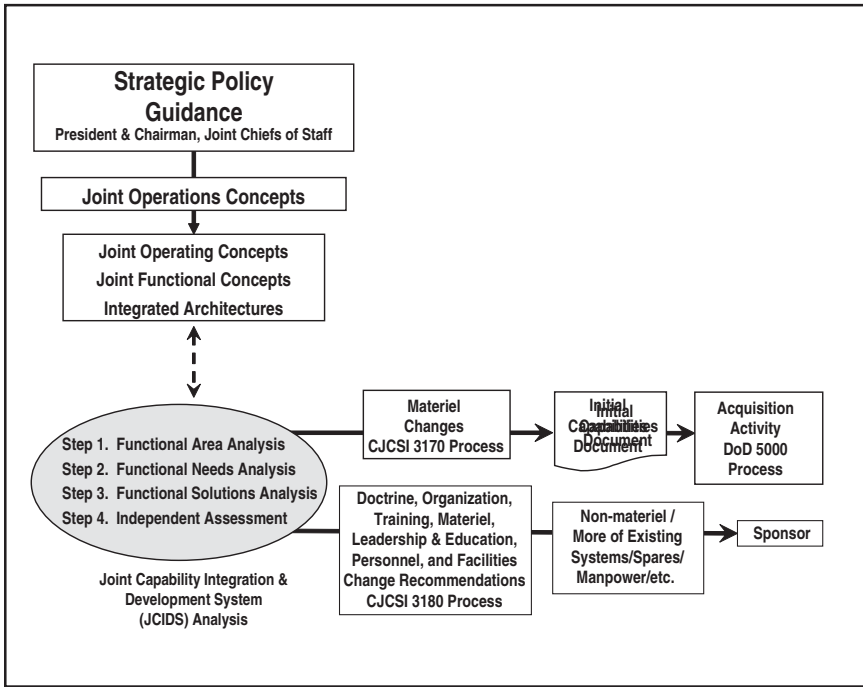 Strategic Policy
Guidance
President & Chairman, Joint Chiefs of Staff
Joint Operations Concepts
Joint Operating Concepts
Joint Functional Concepts
Integrated Architectures
Step 1. Functional Area Analysis
Step 2. Functional Needs Analysis
Step 3. Functional Solutions Analysis
Step 4. Independent Assessment
Joint Capability Integration &
Development System
(JCIDS) Analysis
Materiel
Changes
CJCSI 3170 Process
Initial
Capabilities
Document
Initial
Capabilities
Document
Acquisition
Activity
DoD 5000
Process
Doctrine, Organization,
Training, Materiel,
Leadership & Education,
Personnel, and Facilities
Change Recommendations
CJCSI 3180 Process
Non-materiel /
More of Existing
Systems/Spares/
Manpower/etc.
Sponsor